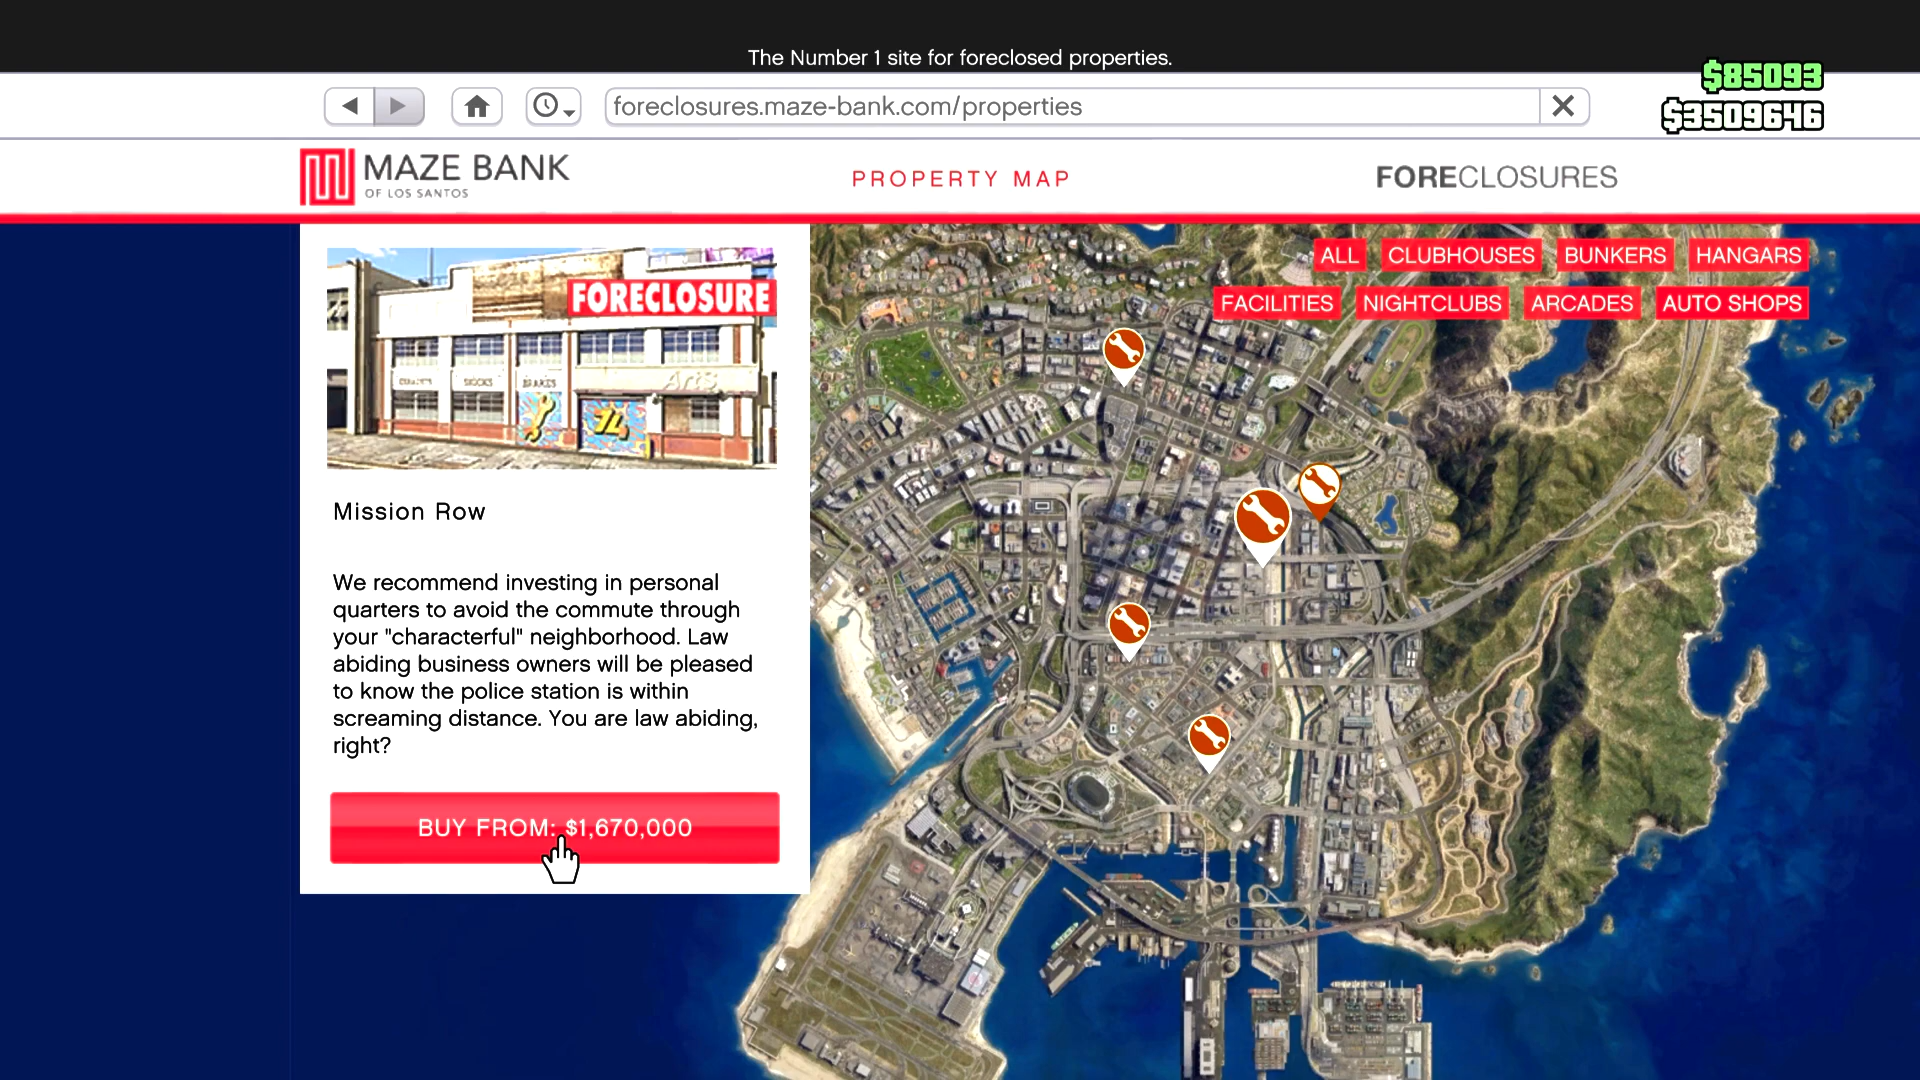 The Number 1 site for foreclosed properties.
$85093
foreclosures.maze-bank.com/properties
$3509646
MAZE BANK
OF LOS SANTOS
PROPERTY MAP
FORECLOSURES
ALL CLUBHOUSES BUNKERS HANGARS
FACILITIES NIGHTCLUBS ARCADES AUTO SHOPS
FORECLOSURE
SHOCKS
BRAKES
Arts
Mission Row
We recommend investing in personal
quarters to avoid the commute through
your "characterful" neighborhood. Law
abiding business owners will be pleased
to know the police station is within
screaming distance. You are law abiding,
right?
BUY FROM: $1,670,000